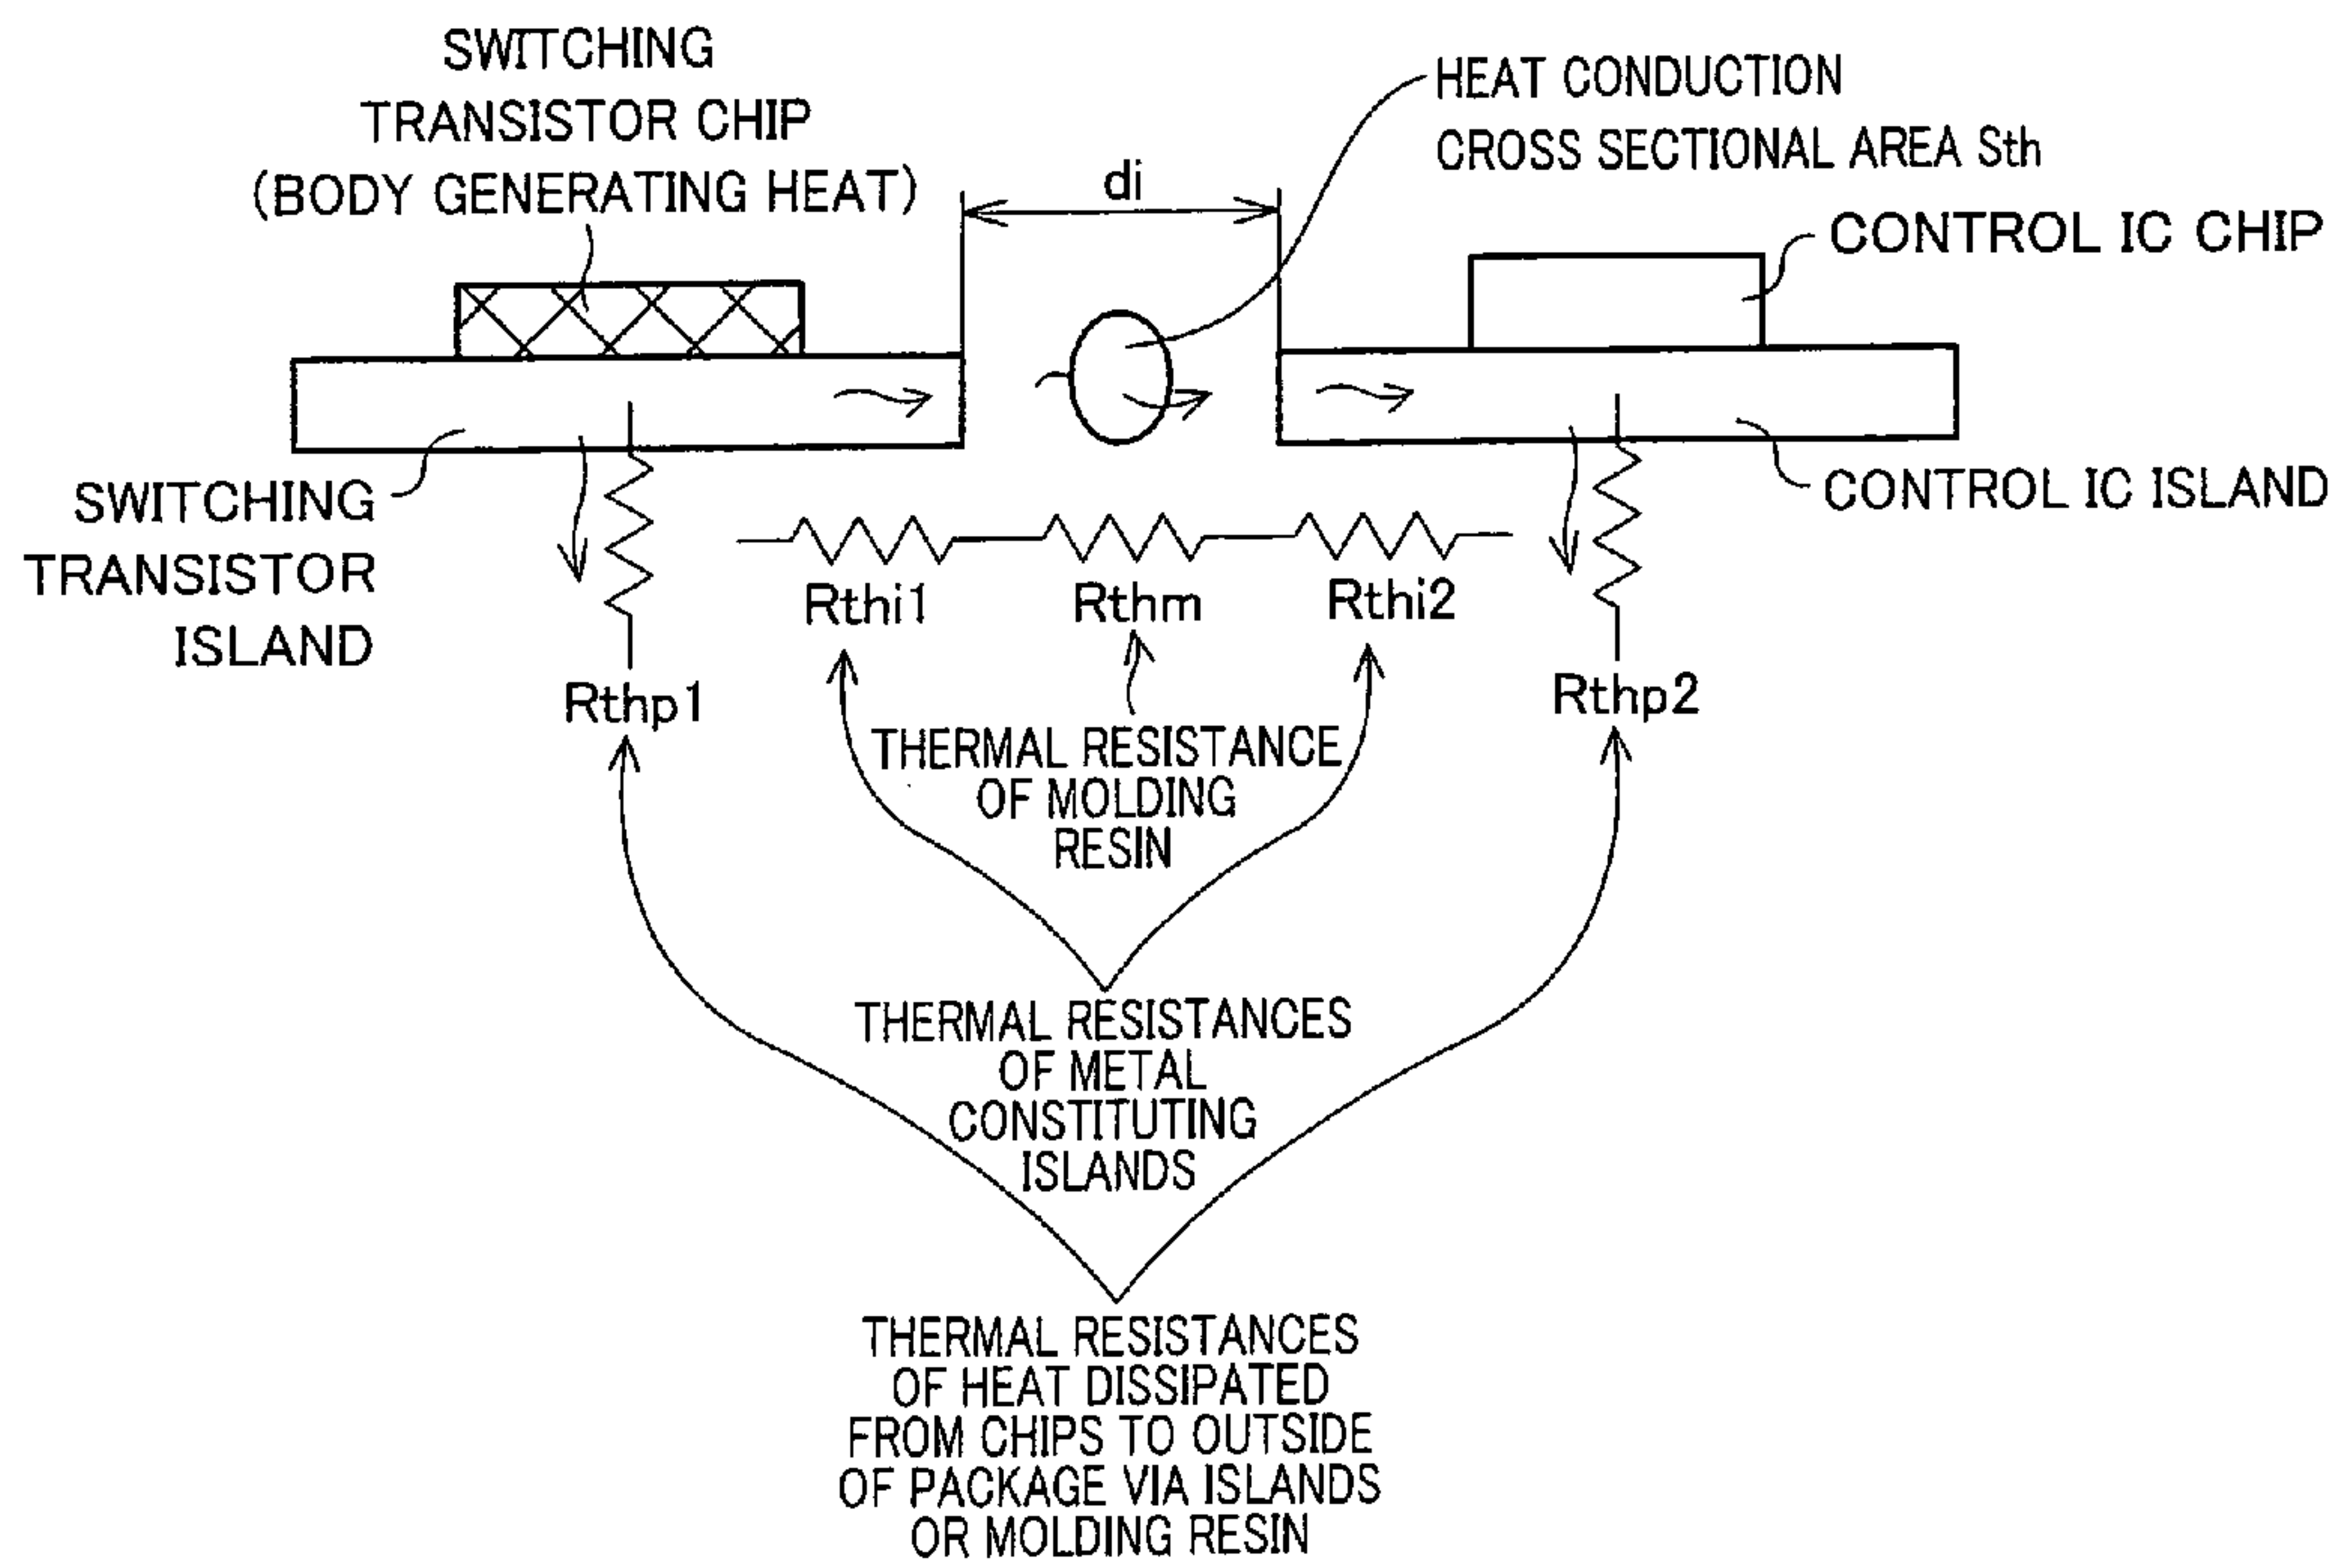 SWITCHING
TRANSISTOR CHIP
(BODY GENERATING HEAT)
di
HEAT CONDUCTION
CROSS SECTIONAL AREA Sth
CONTROL IC CHIP
SWITCHING
TRANSISTOR
ISLAND
CONTROL IC ISLAND
Rthi1
Rthm
Rthi2
Rthp1
Rthp2
THERMAL RESISTANCE
OF MOLDING
RESIN
THERMAL RESISTANCES
OF METAL
CONSTITUTING
ISLANDS
THERMAL RESISTANCES
OF HEAT DISSIPATED
FROM CHIPS TO OUTSIDE
OF PACKAGE VIA ISLANDS
OR MOLDING RESIN